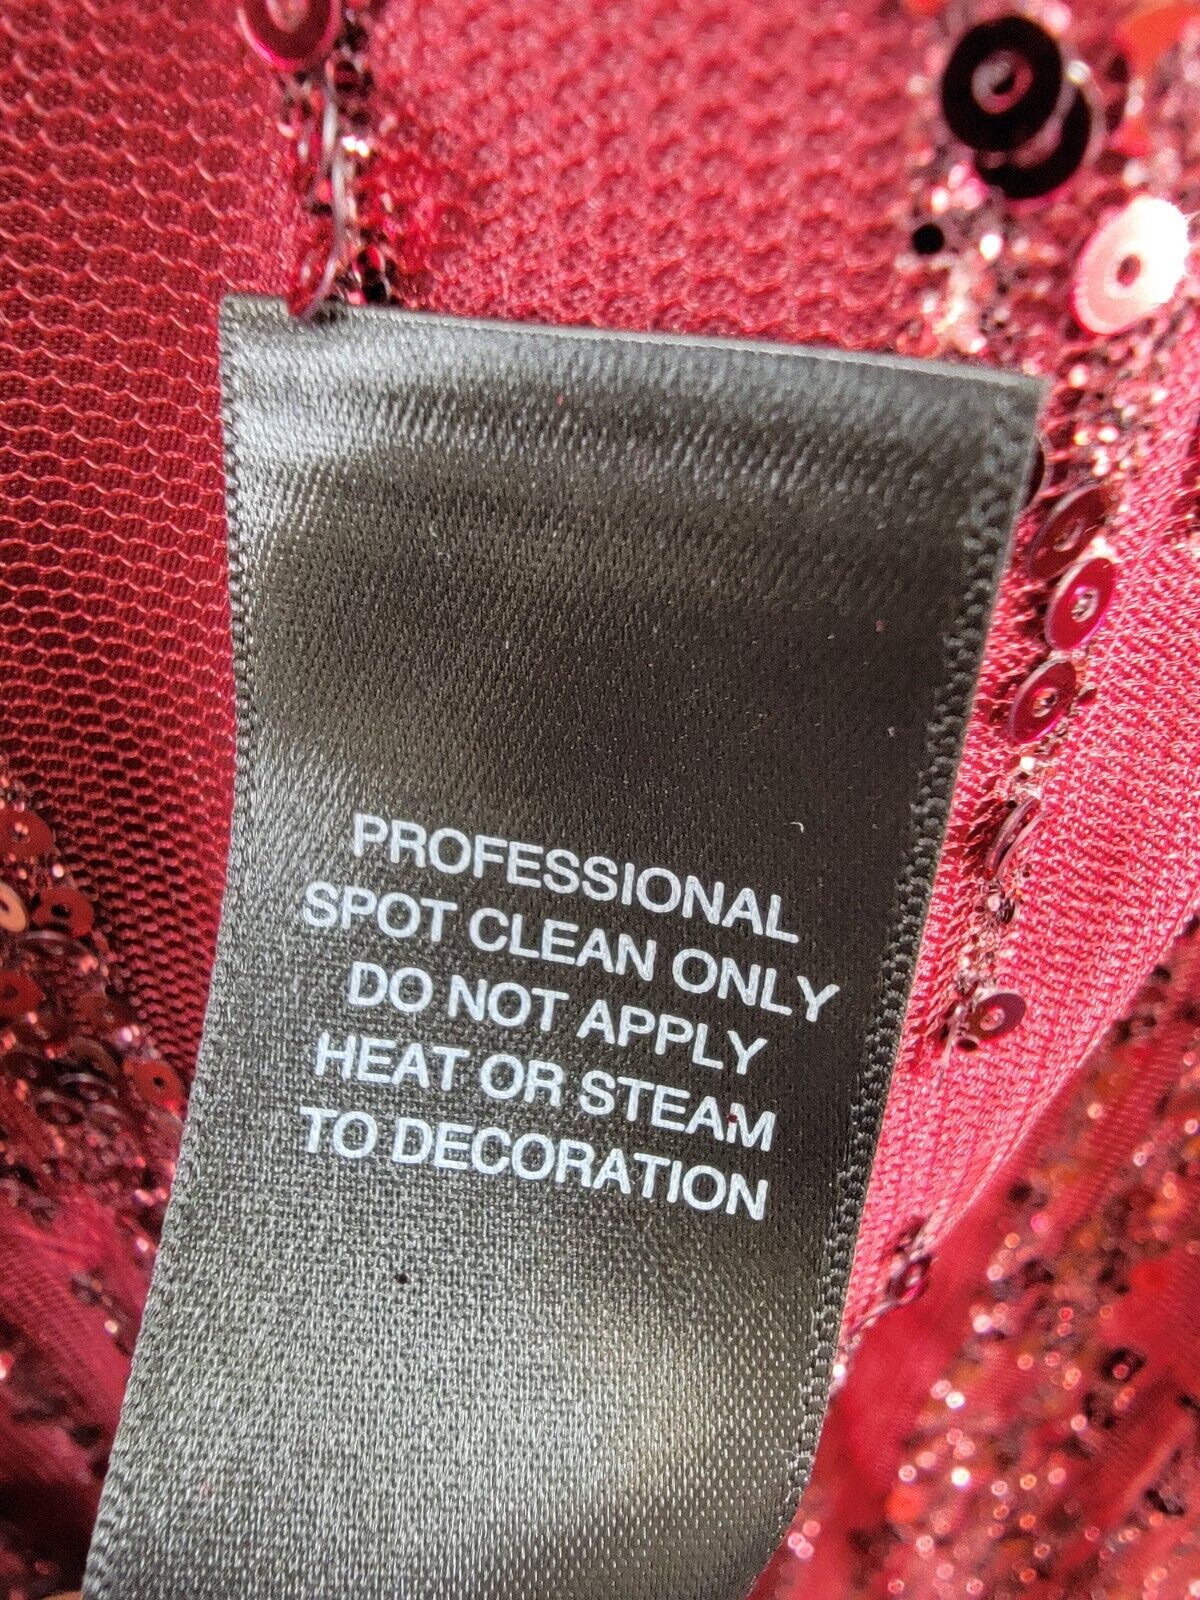 PROFESSIONAL
SPOT CLEAN ONLY
DO NOT APPLY
HEAT OR STEAM
TO DECORATION